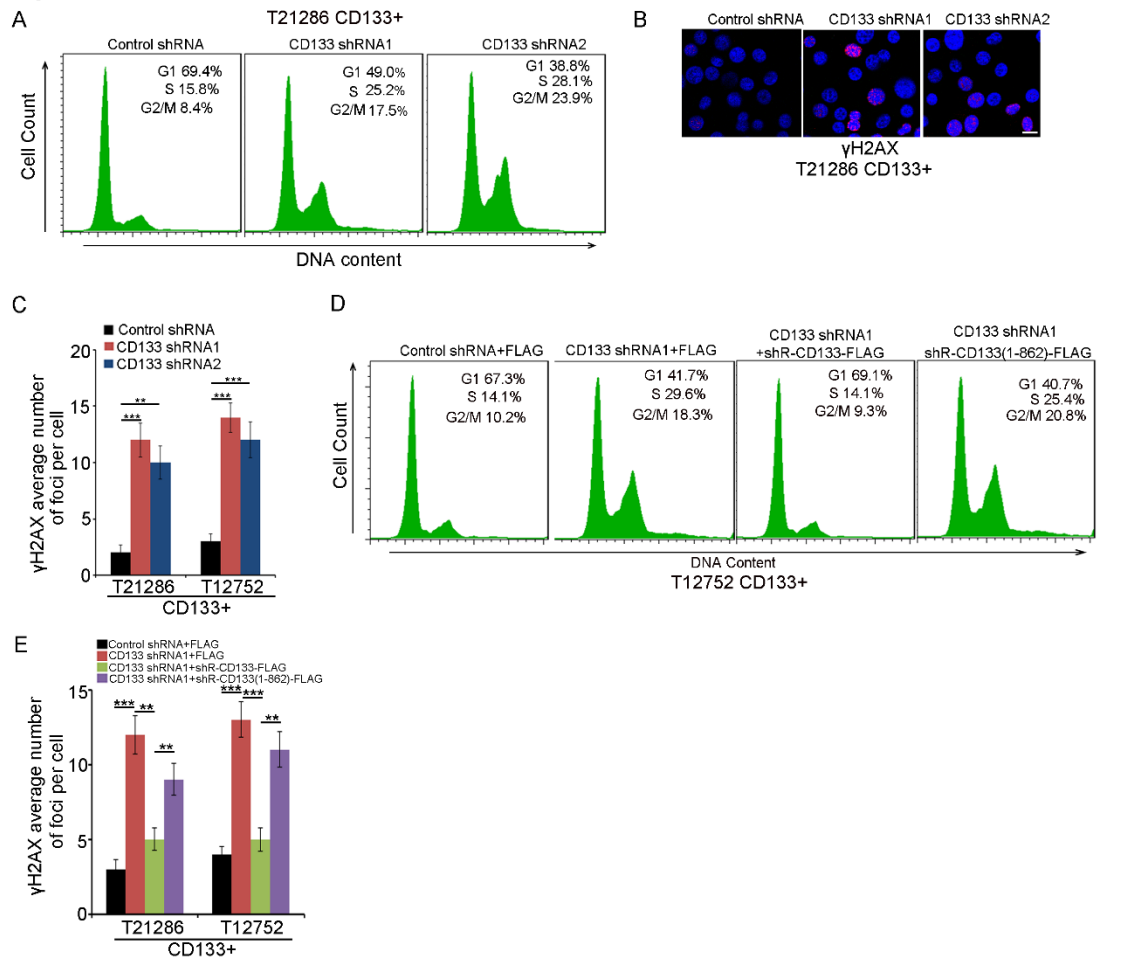 A
T21286 CD133+
Control shRNA
CD133 shRNA1
CD133 shRNA2
G1 69.4%
S 15.8%
G2/M 8.4%
G1 49.0%
S 25.2%
G2/M 17.5%
G1 38.8%
S 28.1%
G2/M 23.9%
Cell Count
DNA content
B
Control shRNA
CD133 shRNA1
CD133 shRNA2
γH2AX
T21286 CD133+
C
Control shRNA
CD133 shRNA1
CD133 shRNA2
γH2AX average number
of foci per cell
20
15
10
5
0
***
**
***
***
T21286
T12752
CD133+
D
Control shRNA+FLAG
CD133 shRNA1+FLAG
CD133 shRNA1
+shR-CD133-FLAG
CD133 shRNA1
shR-CD133(1-862)-FLAG
G1 67.3%
S 14.1%
G2/M 10.2%
G1 41.7%
S 29.6%
G2/M 18.3%
G1 69.1%
S 14.1%
G2/M 9.3%
G1 40.7%
S 25.4%
G2/M 20.8%
Cell Count
DNA Content
T12752 CD133+
E
Control shRNA+FLAG
CD133 shRNA1+FLAG
CD133 shRNA1+shR-CD133-FLAG
CD133 shRNA1+shR-CD133(1-862)-FLAG
γH2AX average number
of foci per cell
15
10
5
0
***
**
**
***
***
**
T21286
T12752
CD133+